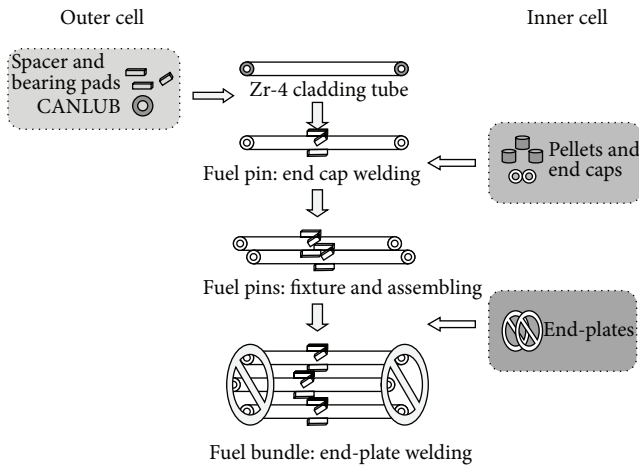 Outer cell
Inner cell
Spacer and
bearing pads
CANLUB
Zr-4 cladding tube
Fuel pin: end cap welding
Pellets and
end caps
Fuel pins: fixture and assembling
End-plates
Fuel bundle: end-plate welding